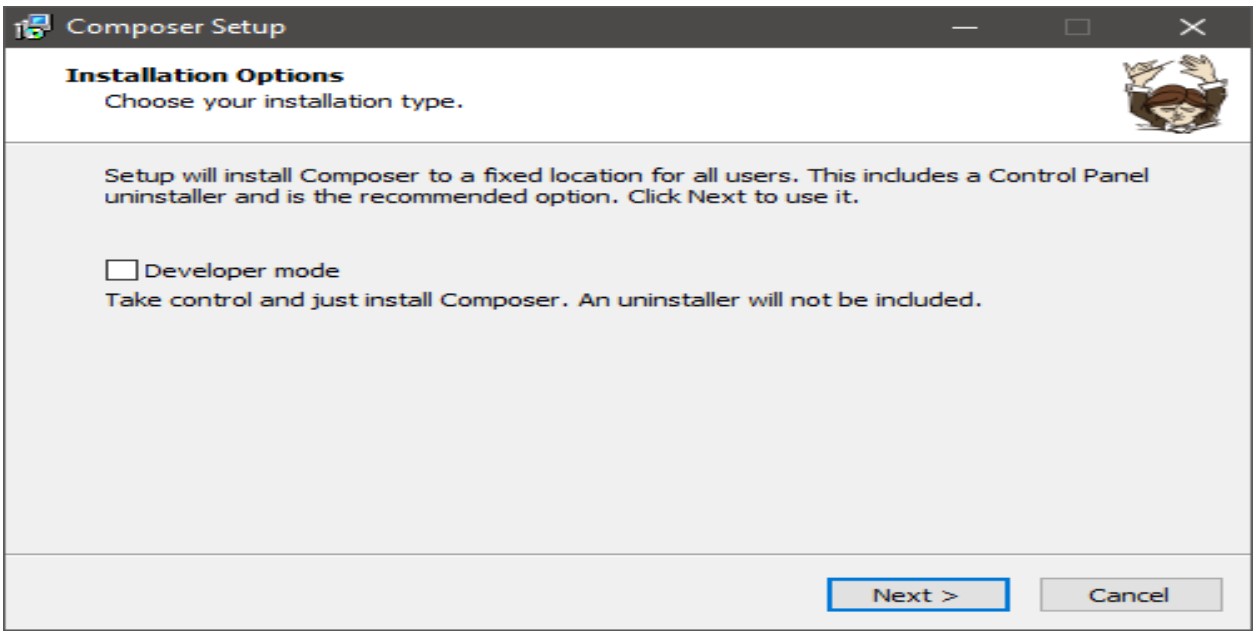 Composer Setup
Installation Options
Choose your installation type.
Setup will install Composer to a fixed location for all users. This includes a Control Panel
uninstaller and is the recommended option. Click Next to use it.
Developer mode
Take control and just install Composer. An uninstaller will not be included.
Next >
Cancel